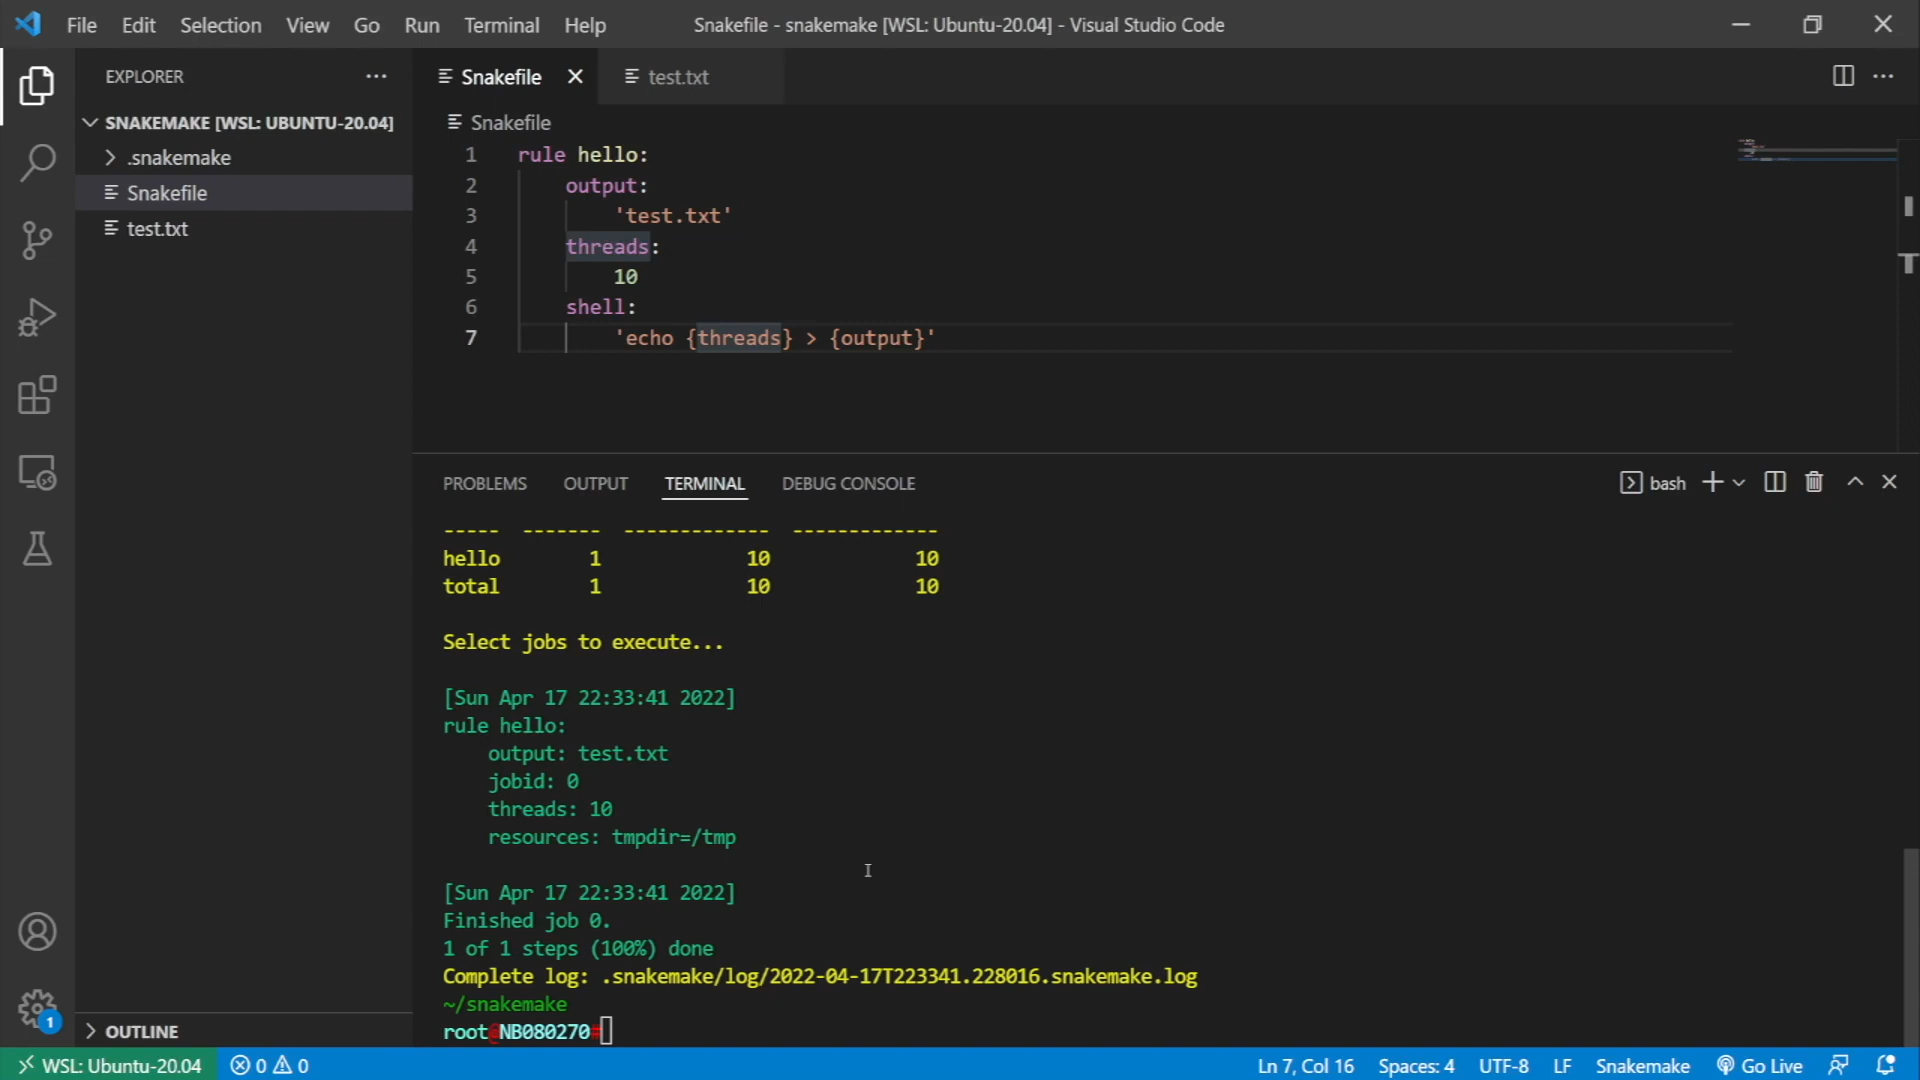 File Edit Selection View Go Run Terminal Help Snakefile - snakemake [WSL: Ubuntu-20.04] - Visual Studio Code
EXPLORER
SNAKEMAKE [WSL: UBUNTU-20.04]
.snakemake
Snakefile
test.txt
OUTLINE
1
Snakefile test.txt
Snakefile
1 rule hello:
2 output:
3 'test.txt'
4 threads:
5 10
6 shell:
7 'echo {threads} > {output}'
PROBLEMS OUTPUT TERMINAL DEBUG CONSOLE bash
----- ------- ------------- -------------
hello 1 10 10
total 1 10 10
Select jobs to execute...
[Sun Apr 17 22:33:41 2022]
rule hello:
output: test.txt
jobid: 0
threads: 10
resources: tmpdir=/tmp
[Sun Apr 17 22:33:41 2022]
Finished job 0.
1 of 1 steps (100%) done
Complete log: .snakemake/log/2022-04-17T223341.228016.snakemake.log
~/snakemake
root@NB080270#
WSL: Ubuntu-20.04 0 0 Ln 7, Col 16 Spaces: 4 UTF-8 LF Snakemake Go Live